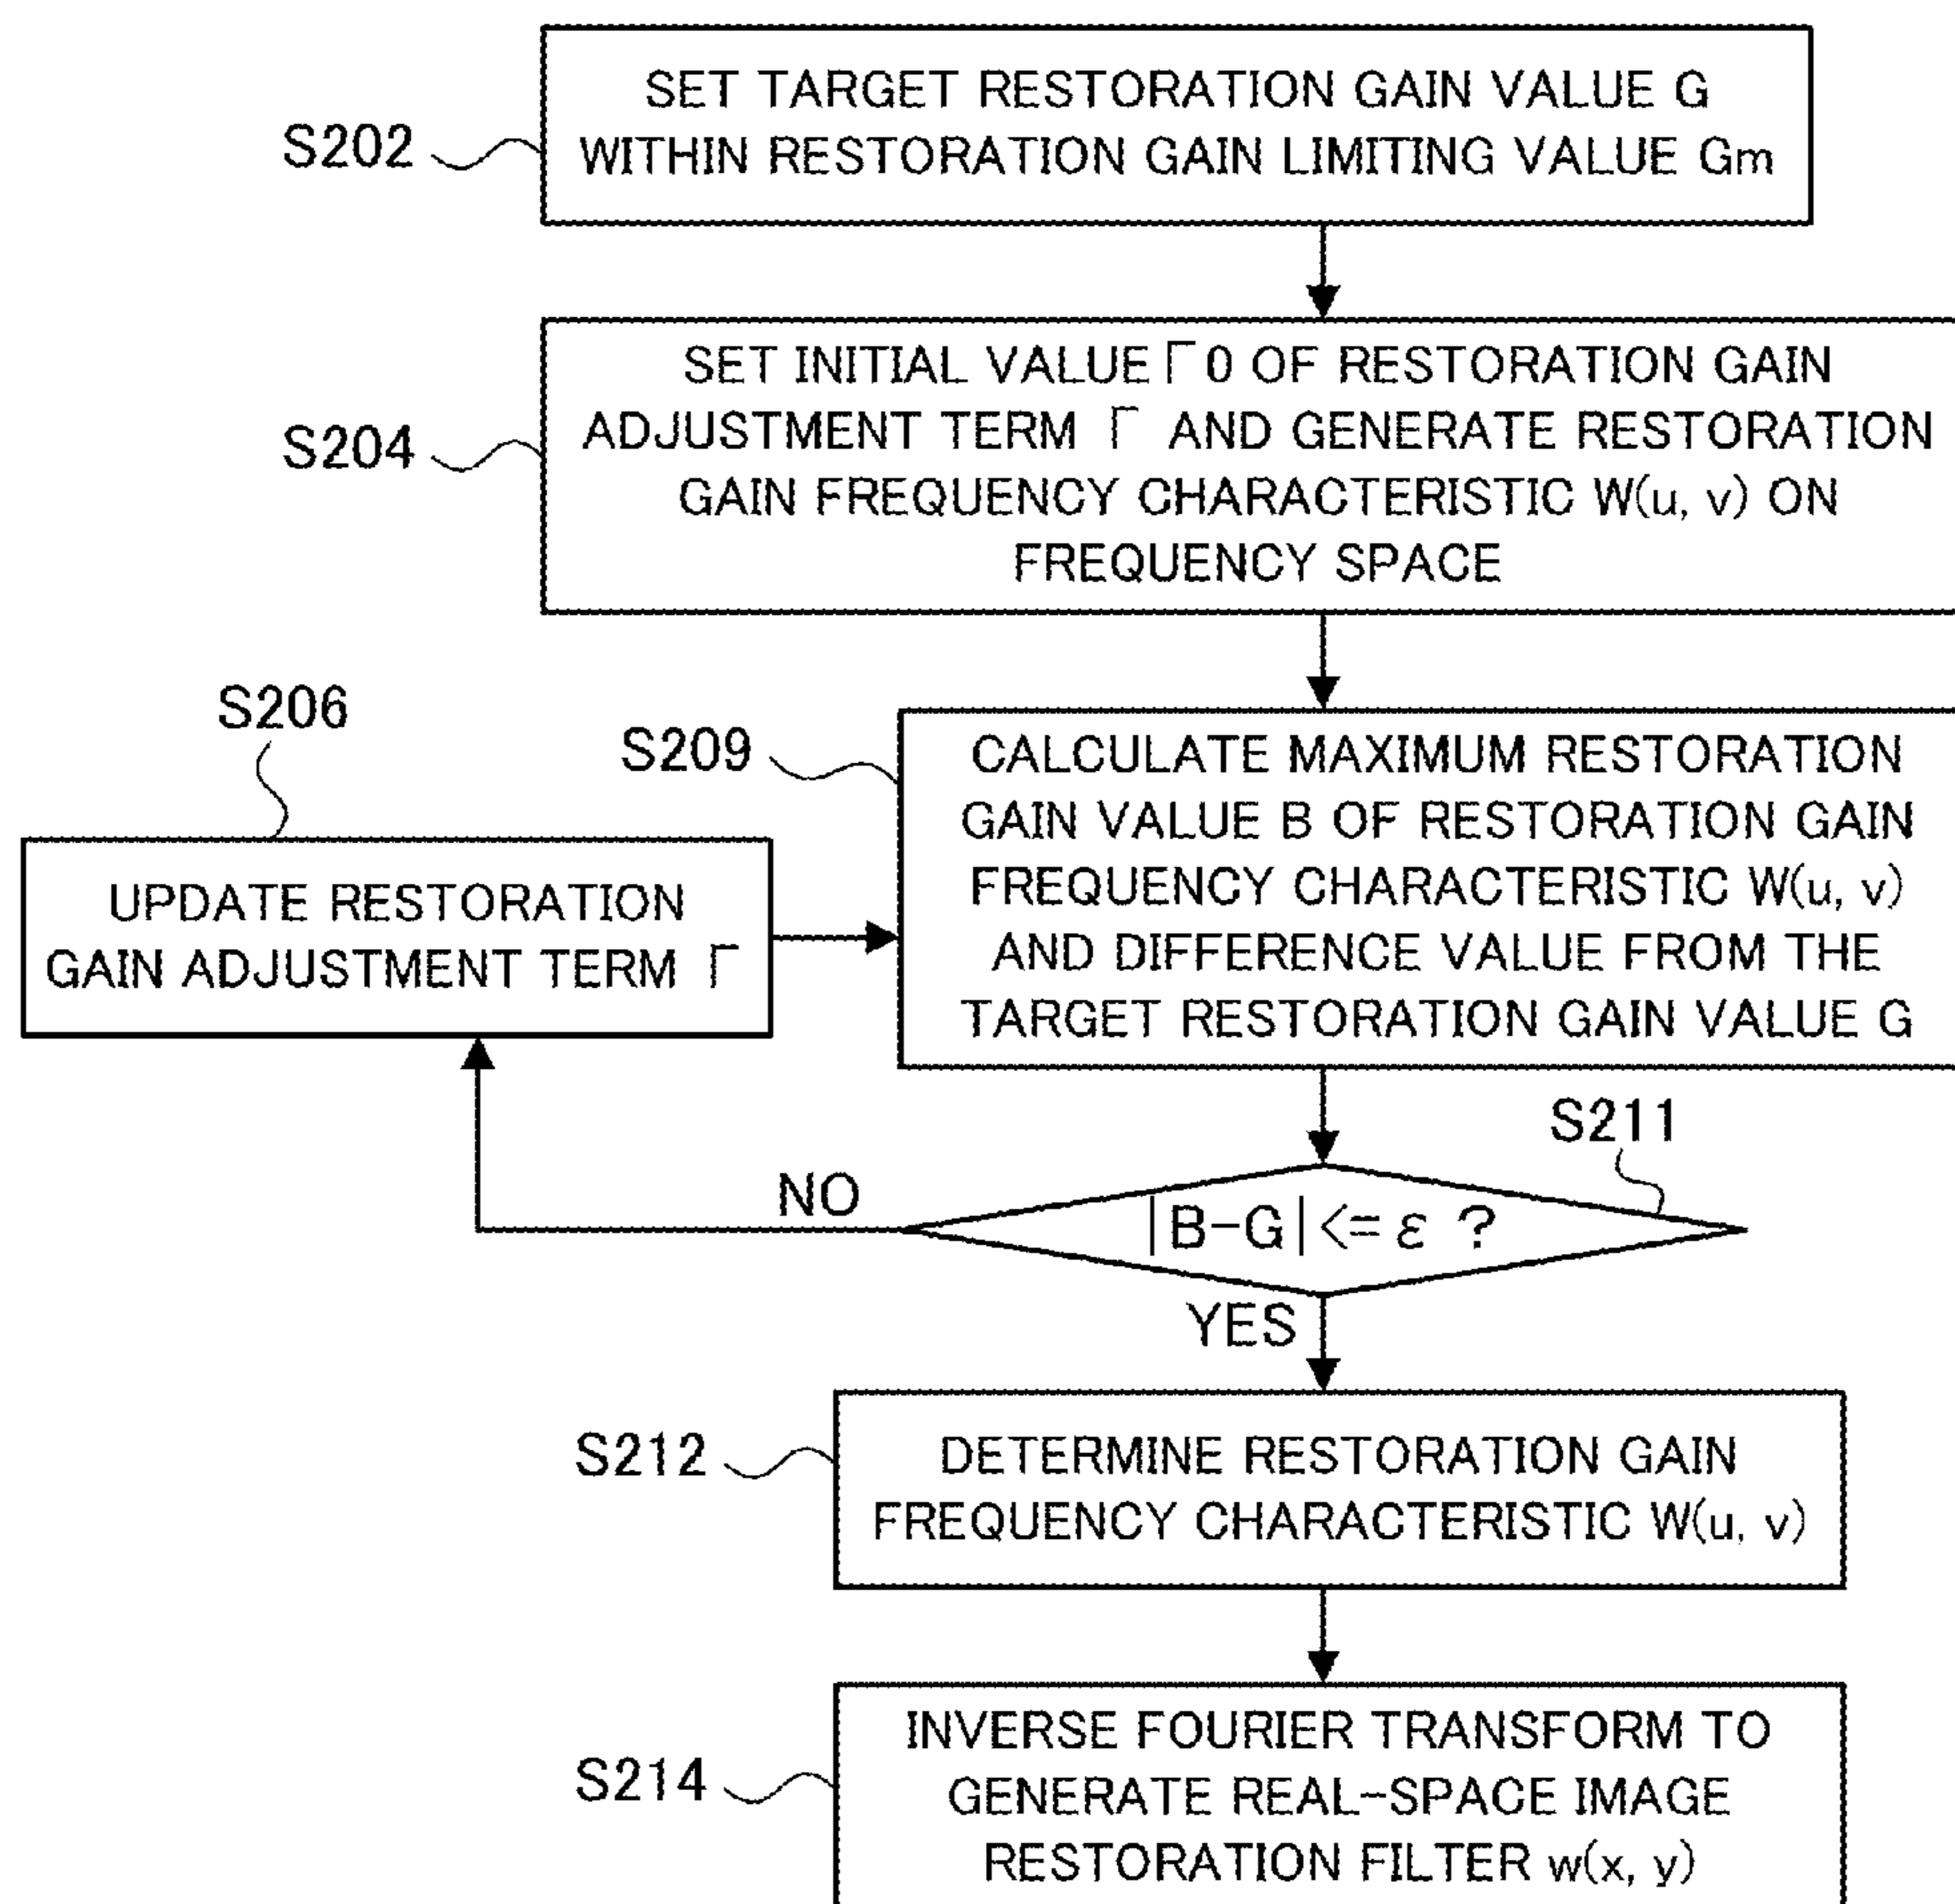 S202
SET TARGET RESTORATION GAIN VALUE G
WITHIN RESTORATION GAIN LIMITING VALUE Gm
S204
SET INITIAL VALUE Γ0 OF RESTORATION GAIN
ADJUSTMENT TERM Γ AND GENERATE RESTORATION
GAIN FREQUENCY CHARACTERISTIC W(u, v) ON
FREQUENCY SPACE
S206
UPDATE RESTORATION
GAIN ADJUSTMENT TERM Γ
S209
CALCULATE MAXIMUM RESTORATION
GAIN VALUE B OF RESTORATION GAIN
FREQUENCY CHARACTERISTIC W(u, v)
AND DIFFERENCE VALUE FROM THE
TARGET RESTORATION GAIN VALUE G
S211
NO
|B-G|<=ε ?
YES
S212
DETERMINE RESTORATION GAIN
FREQUENCY CHARACTERISTIC W(u, v)
S214
INVERSE FOURIER TRANSFORM TO
GENERATE REAL-SPACE IMAGE
RESTORATION FILTER w(x, y)